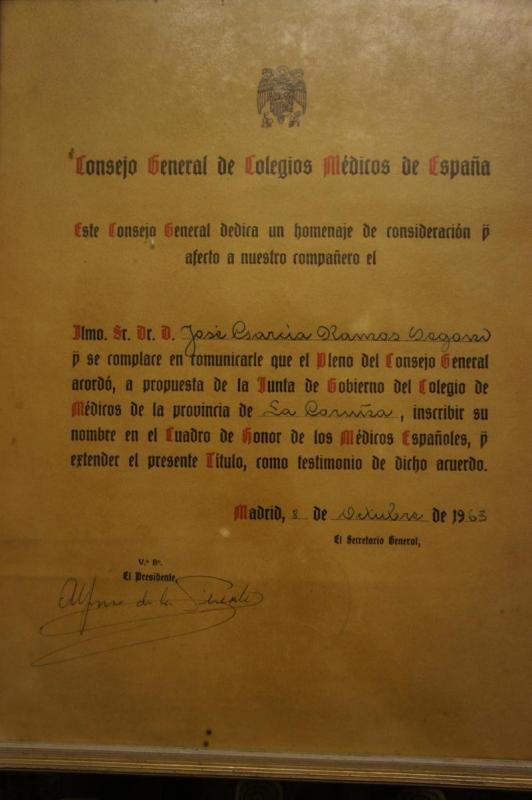 Consejo General de Colegios Médicos de España
Este Consejo General dedica un homenaje de consideración y
afecto a nuestro compañero el
Ilmo. Sr. Dr. D. José García Ramos
y se complace en comunicarle que el Pleno del Consejo General
acordó, a propuesta de la Junta de Gobierno del Colegio de
Médicos de la provincia de La Coruña, inscribir su
nombre en el Cuadro de Honor de los Médicos Españoles, y
extender el presente Título, como testimonio de dicho acuerdo.
Madrid, 8 de Octubre de 1963
El Secretario General,
V.º B.º
El Presidente,
Alfonso de la